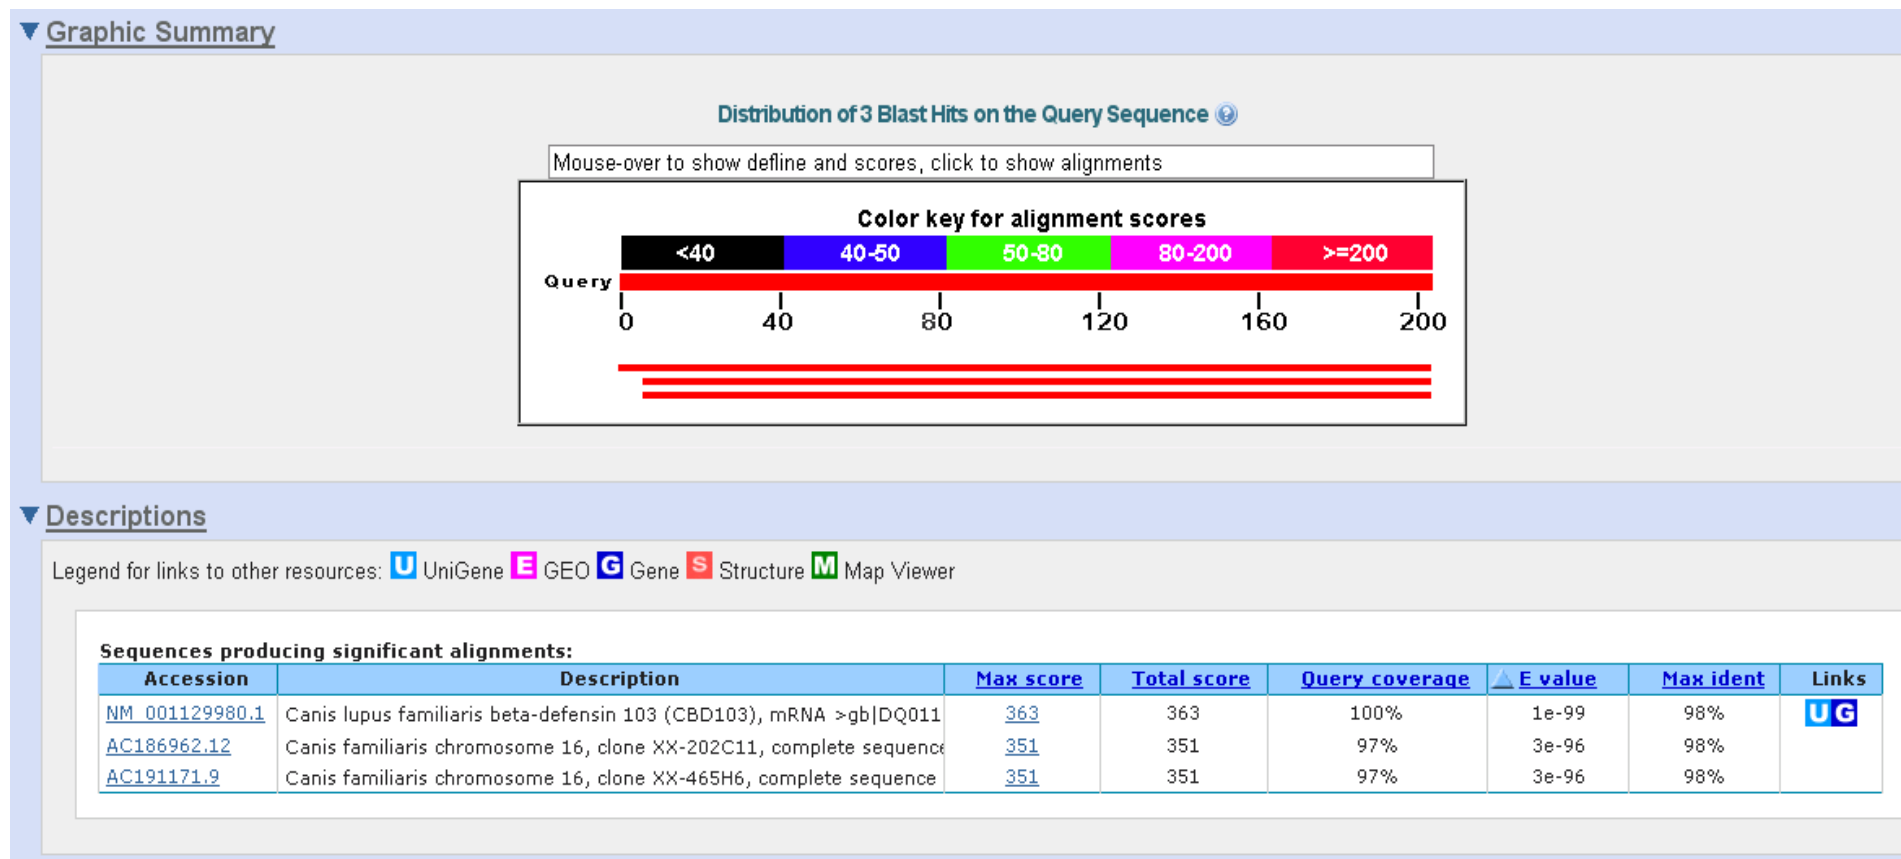 Graphic Summary
Distribution of 3 Blast Hits on the Query Sequence ?
Mouse-over to show defline and scores, click to show alignments
Color key for alignment scores
<40 40-50 50-80 80-200 >=200
Query
0 40 80 120 160 200
Descriptions
Legend for links to other resources: U UniGene E GEO G Gene S Structure M Map Viewer
Sequences producing significant alignments:
Accession Description Max score Total score Query coverage E value Max ident Links
NM_001129980.1 Canis lupus familiaris beta-defensin 103 (CBD103), mRNA >gb|DQ011 363 363 100% 1e-99 98% U G
AC186962.12 Canis familiaris chromosome 16, clone XX-202C11, complete sequence 351 351 97% 3e-96 98%
AC191171.9 Canis familiaris chromosome 16, clone XX-465H6, complete sequence 351 351 97% 3e-96 98%